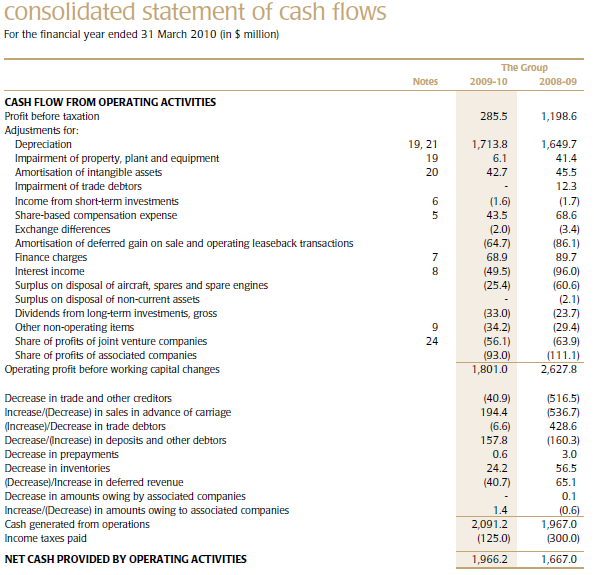 consolidated statement of cash flows
For the financial year ended 31 March 2010 (in $ million)
The Group
Notes 2009-10 2008-09
CASH FLOW FROM OPERATING ACTIVITIES
Profit before taxation 285.5 1,198.6
Adjustments for:
Depreciation 19, 21 1,713.8 1,649.7
Impairment of property, plant and equipment 19 6.1 41.4
Amortisation of intangible assets 20 42.7 45.5
Impairment of trade debtors - 12.3
Income from short-term investments 6 (1.6) (1.7)
Share-based compensation expense 5 43.5 68.6
Exchange differences (2.0) (3.4)
Amortisation of deferred gain on sale and operating leaseback transactions (64.7) (86.1)
Finance charges 7 68.9 89.7
Interest income 8 (49.5) (96.0)
Surplus on disposal of aircraft, spares and spare engines (25.4) (60.6)
Surplus on disposal of non-current assets - (2.1)
Dividends from long-term investments, gross (33.0) (23.7)
Other non-operating items 9 (34.2) (29.4)
Share of profits of joint venture companies 24 (56.1) (63.9)
Share of profits of associated companies (93.0) (111.1)
Operating profit before working capital changes 1,801.0 2,627.8
Decrease in trade and other creditors (40.9) (516.5)
Increase/(Decrease) in sales in advance of carriage 194.4 (536.7)
(Increase)/Decrease in trade debtors (6.6) 428.6
Decrease/(Increase) in deposits and other debtors 157.8 (160.3)
Decrease in prepayments 0.6 3.0
Decrease in inventories 24.2 56.5
(Decrease)/Increase in deferred revenue (40.7) 65.1
Decrease in amounts owing by associated companies - 0.1
Increase/(Decrease) in amounts owing to associated companies 1.4 (0.6)
Cash generated from operations 2,091.2 1,967.0
Income taxes paid (125.0) (300.0)
NET CASH PROVIDED BY OPERATING ACTIVITIES 1,966.2 1,667.0